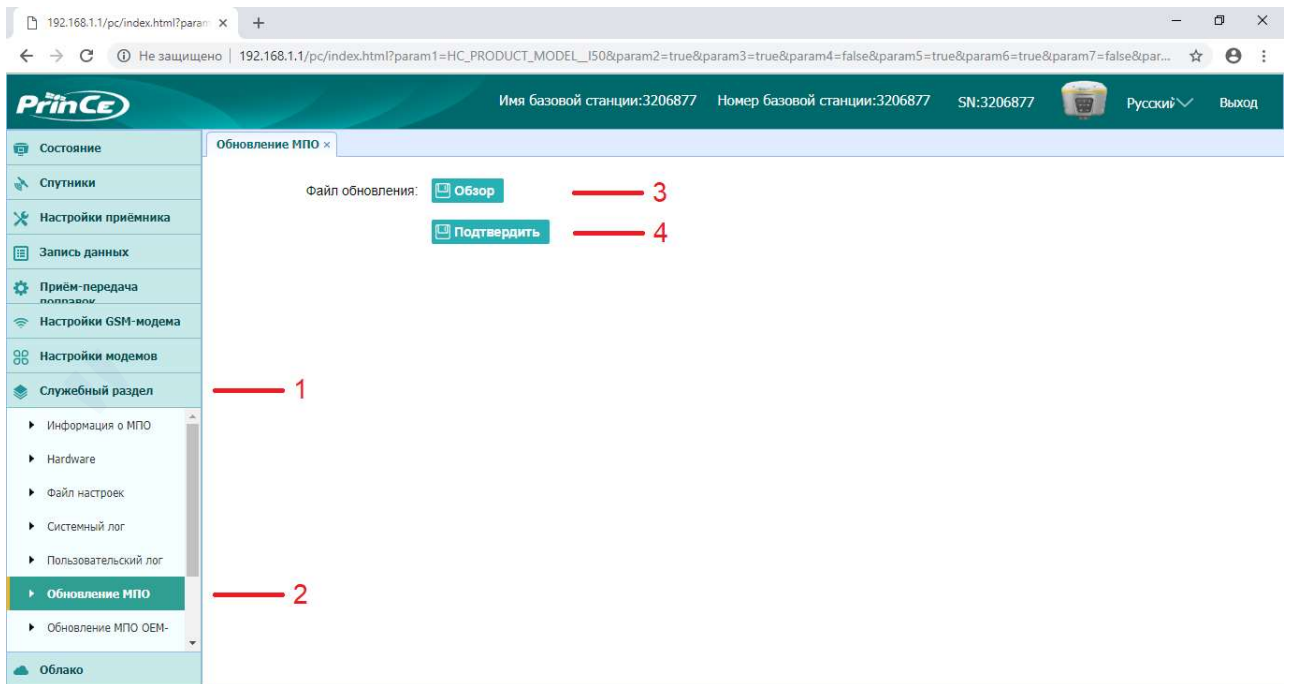 192.168.1.1/pc/index.html?param
Не защищено | 192.168.1.1/pc/index.html?param1=HC_PRODUCT_MODEL__I50&param2=true&param3=true&param4=false&param5=true&param6=true&param7=false&par...
PrinCe
Имя базовой станции:3206877 Номер базовой станции:3206877 SN:3206877 Русский Выход
Состояние
Обновление МПО ×
Спутники
Файл обновления: Обзор 3
Настройки приёмника
Подтвердить 4
Запись данных
Приём-передача
поправок
Настройки GSM-модема
Настройки модемов
Служебный раздел 1
Информация о МПО
Hardware
Файл настроек
Системный лог
Пользовательский лог
Обновление МПО 2
Обновление МПО OEM-
Облако